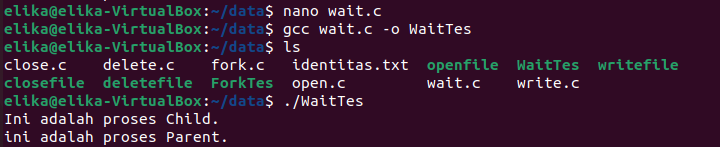 elika@elika-VirtualBox:~/data$ nano wait.c
elika@elika-VirtualBox:~/data$ gcc wait.c -o WaitTes
elika@elika-VirtualBox:~/data$ ls
close.c delete.c fork.c identitas.txt openfile WaitTes writefile
closefile deletefile ForkTes open.c wait.c write.c
elika@elika-VirtualBox:~/data$ ./WaitTes
Ini adalah proses Child.
ini adalah proses Parent.